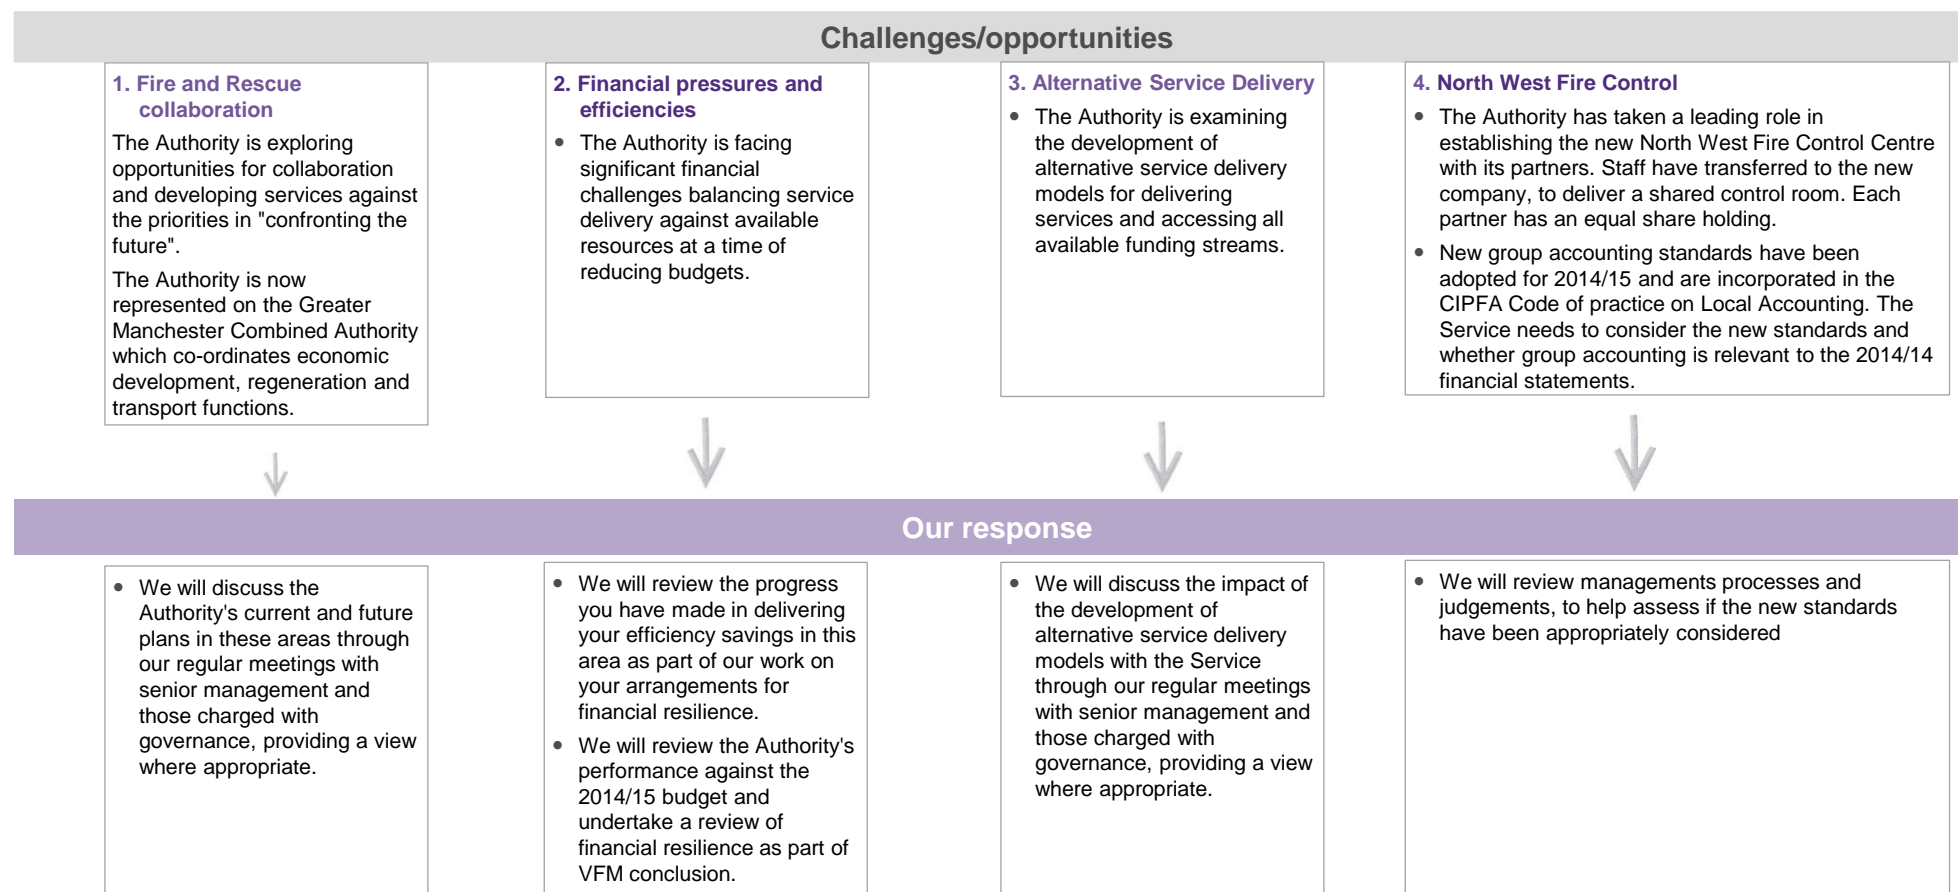 Challenges/opportunities
1. Fire and Rescue
collaboration
The Authority is exploring
opportunities for collaboration
and developing services against
the priorities in "confronting the
future".
The Authority is now
represented on the Greater
Manchester Combined Authority
which co-ordinates economic
development, regeneration and
transport functions.
2. Financial pressures and
efficiencies
• The Authority is facing
significant financial
challenges balancing service
delivery against available
resources at a time of
reducing budgets.
3. Alternative Service Delivery
• The Authority is examining
the development of
alternative service delivery
models for delivering
services and accessing all
available funding streams.
4. North West Fire Control
• The Authority has taken a leading role in
establishing the new North West Fire Control Centre
with its partners. Staff have transferred to the new
company, to deliver a shared control room. Each
partner has an equal share holding.
• New group accounting standards have been
adopted for 2014/15 and are incorporated in the
CIPFA Code of practice on Local Accounting. The
Service needs to consider the new standards and
whether group accounting is relevant to the 2014/14
financial statements.
Our response
• We will discuss the
Authority's current and future
plans in these areas through
our regular meetings with
senior management and
those charged with
governance, providing a view
where appropriate.
• We will review the progress
you have made in delivering
your efficiency savings in this
area as part of our work on
your arrangements for
financial resilience.
• We will review the Authority's
performance against the
2014/15 budget and
undertake a review of
financial resilience as part of
VFM conclusion.
• We will discuss the impact of
the development of
alternative service delivery
models with the Service
through our regular meetings
with senior management and
those charged with
governance, providing a view
where appropriate.
• We will review managements processes and
judgements, to help assess if the new standards
have been appropriately considered